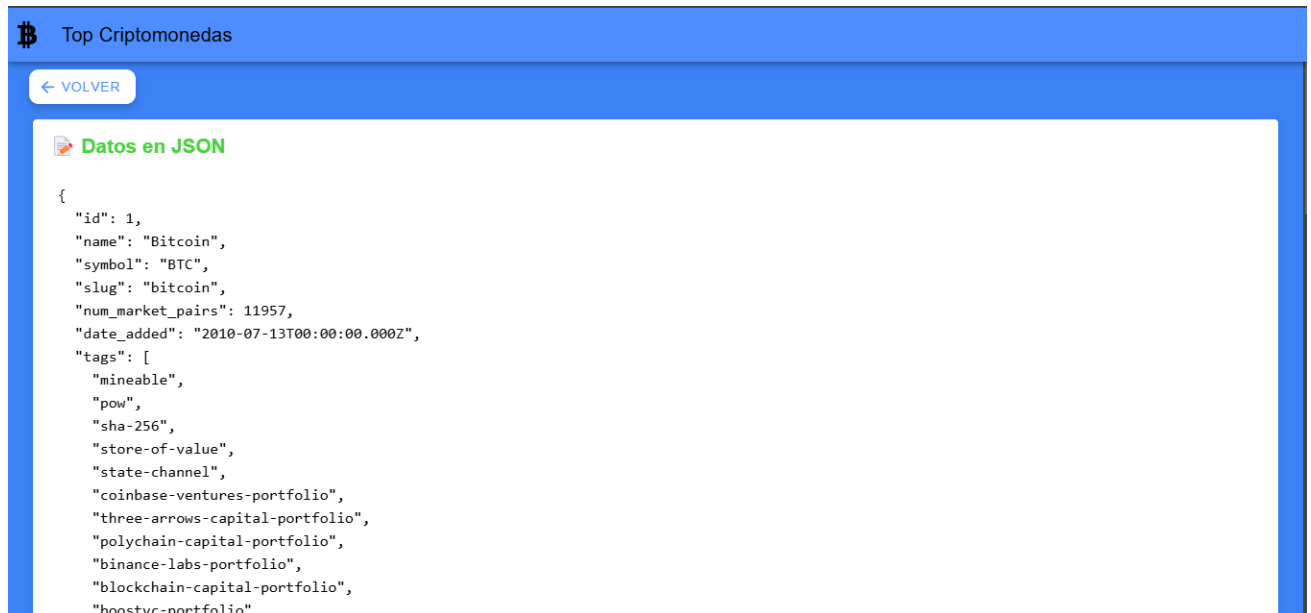 Top Criptomonedas
← VOLVER
Datos en JSON
{
"id": 1,
"name": "Bitcoin",
"symbol": "BTC",
"slug": "bitcoin",
"num_market_pairs": 11957,
"date_added": "2010-07-13T00:00:00.000Z",
"tags": [
"mineable",
"pow",
"sha-256",
"store-of-value",
"state-channel",
"coinbase-ventures-portfolio",
"three-arrows-capital-portfolio",
"polychain-capital-portfolio",
"binance-labs-portfolio",
"blockchain-capital-portfolio",
"boostvc-portfolio"